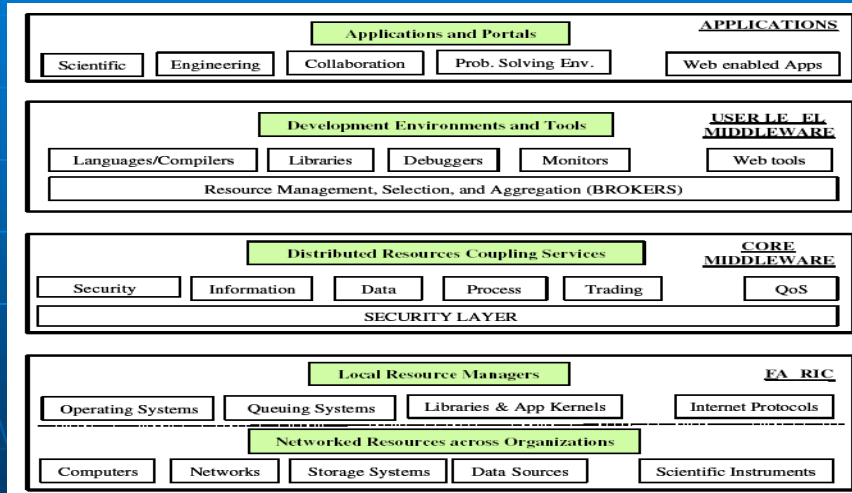 APPLICATIONS
Applications and Portals
Scientific
Engineering
Collaboration
Prob. Solving Env.
Web enabled Apps
USER LE EL
MIDDLEWARE
Development Environments and Tools
Languages/Compilers
Libraries
Debuggers
Monitors
Web tools
Resource Management, Selection, and Aggregation (BROKERS)
CORE
MIDDLEWARE
Distributed Resources Coupling Services
Security
Information
Data
Process
Trading
QoS
SECURITY LAYER
Local Resource Managers
FA RIC
Operating Systems
Queuing Systems
Libraries & App Kernels
Internet Protocols
Networked Resources across Organizations
Computers
Networks
Storage Systems
Data Sources
Scientific Instruments